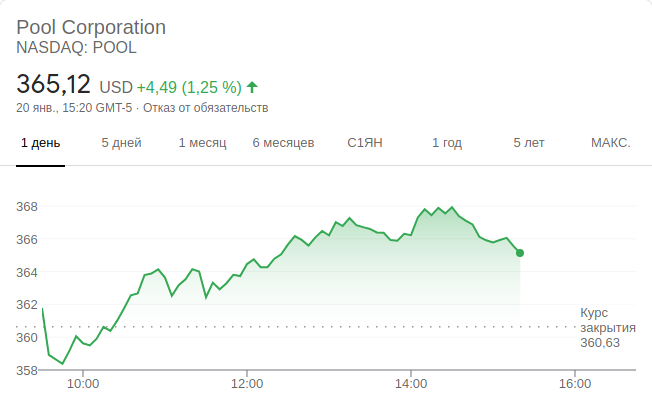 Pool Corporation
NASDAQ: POOL
365,12 USD +4,49 (1,25 %)
20 янв., 15:20 GMT-5 · Отказ от обязательств
1 день 5 дней 1 месяц 6 месяцев С1ЯН 1 год 5 лет МАКС.
368
366
364
362
Курс
закрытия
360,63
360
358
10:00 12:00 14:00 16:00